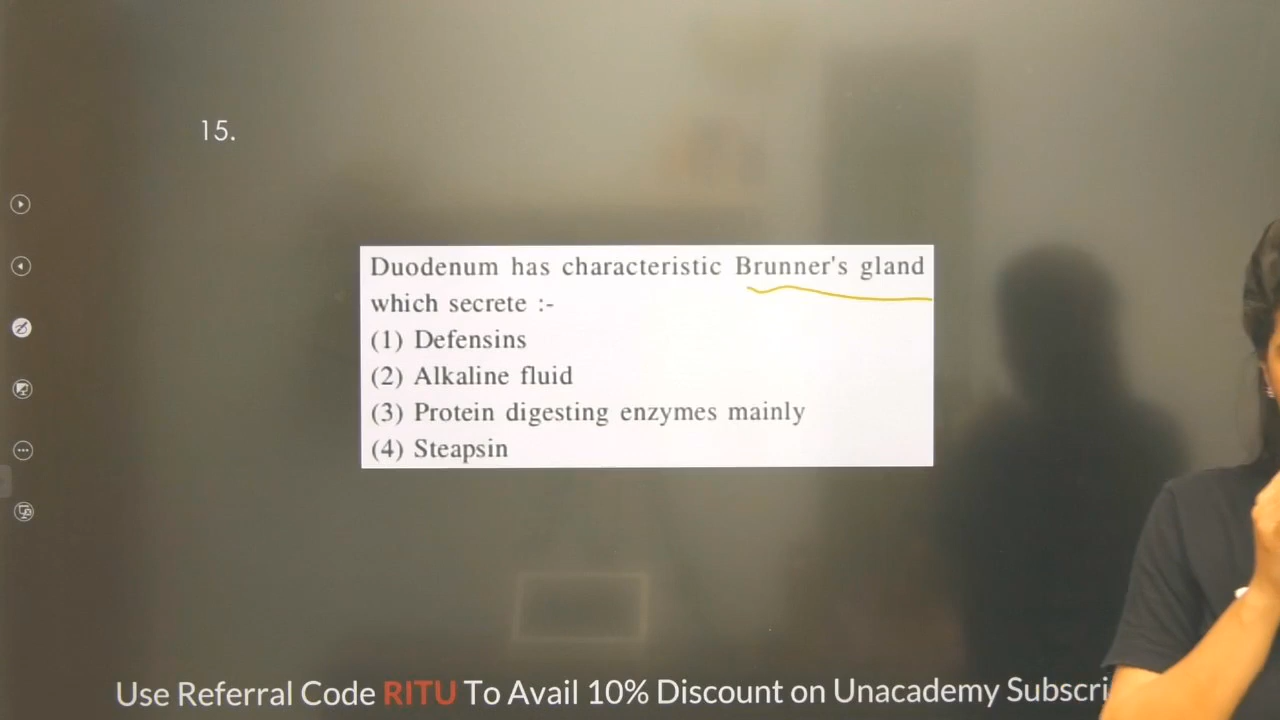 15.
Duodenum has characteristic Brunner's gland
which secrete :-
(1) Defensins
(2) Alkaline fluid
(3) Protein digesting enzymes mainly
(4) Steapsin
Use Referral Code RITU To Avail 10% Discount on Unacademy